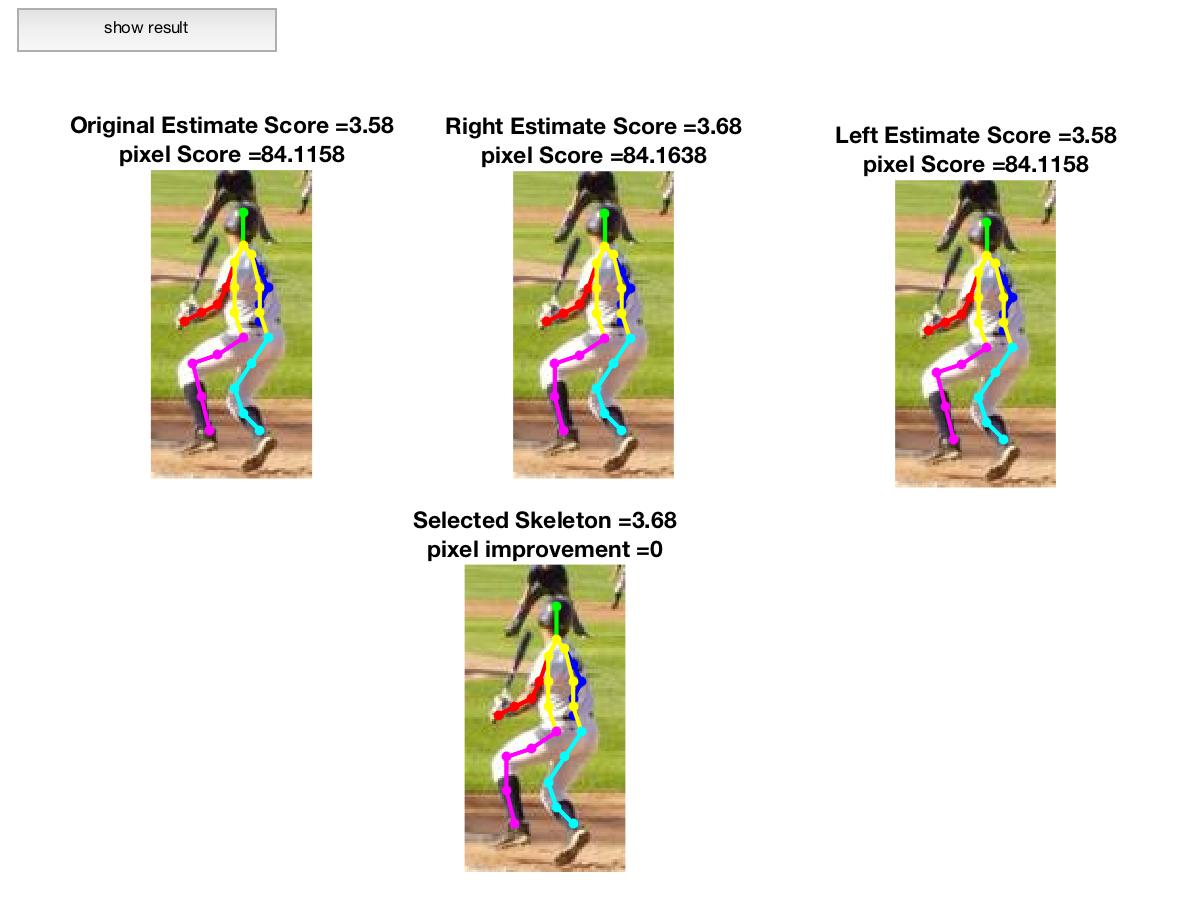 show result
Original Estimate Score =3.58
pixel Score =84.1158
Right Estimate Score =3.68
pixel Score =84.1638
Left Estimate Score =3.58
pixel Score =84.1158
Selected Skeleton =3.68
pixel improvement =0